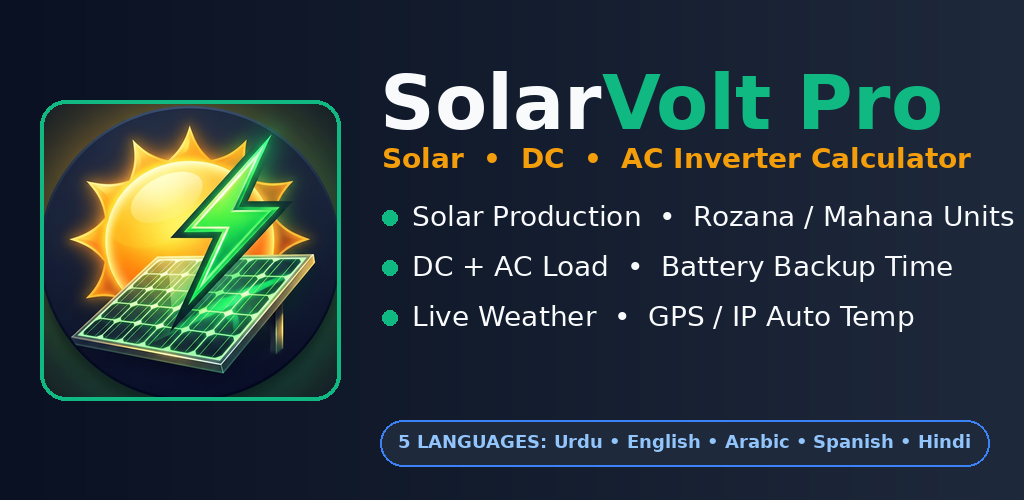 SolarVolt Pro
Solar • DC • AC Inverter Calculator
Solar Production • Rozana / Mahana Units
DC + AC Load • Battery Backup Time
Live Weather • GPS / IP Auto Temp
5 LANGUAGES: Urdu • English • Arabic • Spanish • Hindi